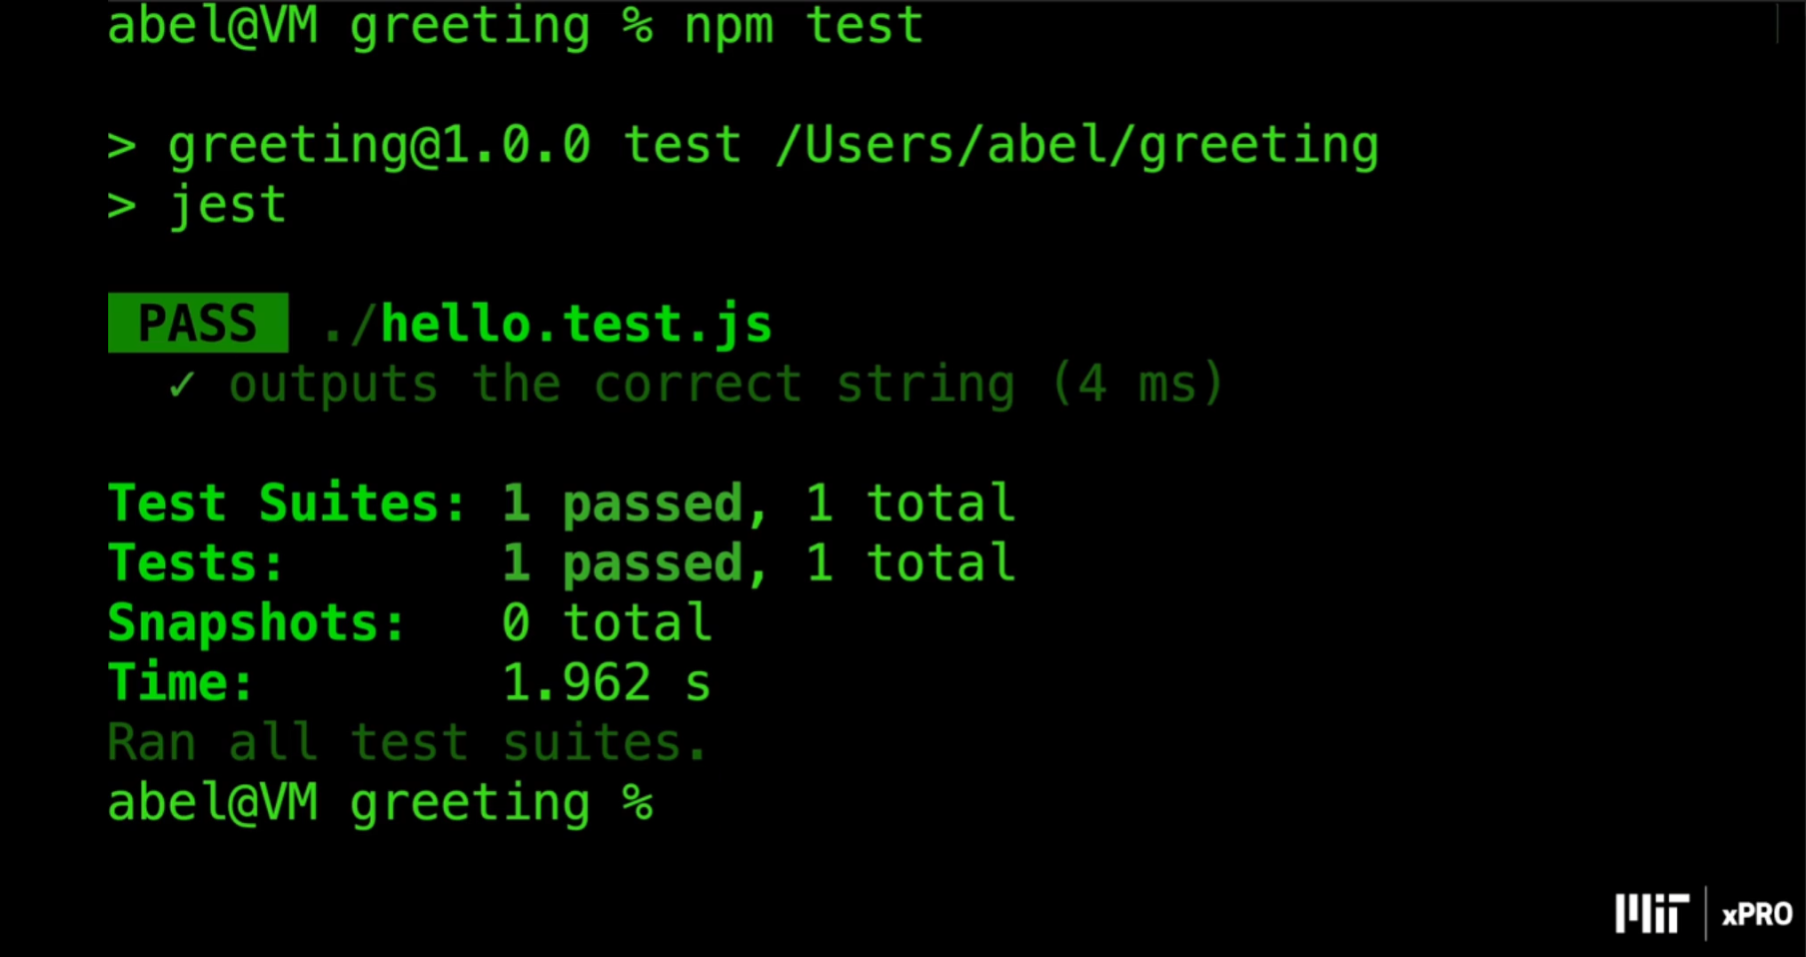 abel@VM greeting % npm test
> greeting@1.0.0 test /Users/abel/greeting
> jest
PASS ./hello.test.js
✓ outputs the correct string (4 ms)
Test Suites: 1 passed, 1 total
Tests: 1 passed, 1 total
Snapshots: 0 total
Time: 1.962 s
Ran all test suites.
abel@VM greeting %
MIT xPRO